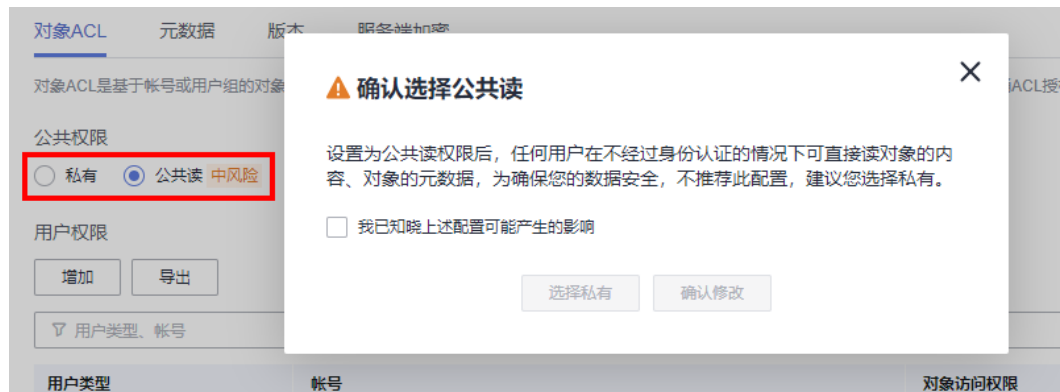 对象ACL 元数据 版本 服务端加密
对象ACL是基于帐号或用户组的对象
ACL授
确认选择公共读
公共权限
私有 公共读 中风险
设置为公共读权限后，任何用户在不经过身份认证的情况下可直接读对象的内
容、对象的元数据，为确保您的数据安全，不推荐此配置，建议您选择私有。
我已知晓上述配置可能产生的影响
用户权限
增加 导出
选择私有 确认修改
用户类型、帐号
用户类型 帐号 对象访问权限